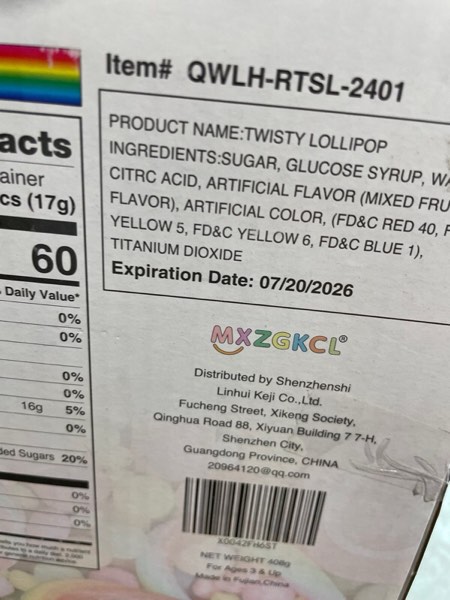 Item# QWLH-RTSL-2401
PRODUCT NAME:TWISTY LOLLIPOP
INGREDIENTS:SUGAR, GLUCOSE SYRUP,
CITRC ACID, ARTIFICIAL FLAVOR (MIXED FRU
FLAVOR), ARTIFICIAL COLOR, (FD&C RED 40,
YELLOW 5, FD&C YELLOW 6, FD&C BLUE 1),
TITANIUM DIOXIDE
Expiration Date: 07/20/2026
acts
ainer
cs (17g)
60
Daily Value*
0%
0%
0%
0%
16g 5%
0%
ded Sugars 20%
0%
0%
0%
MXZGKCL®
Distributed by Shenzhenshi
Linhui Keji Co.,Ltd.
Fucheng Street, Xikeng Society,
Qinghua Road 88, Xiyuan Building 7 7-H,
Shenzhen City,
Guangdong Province, CHINA
20964120@qq.com
NET WEIGHT 408g
For Ages 3 & Up
Made in Fujian,China